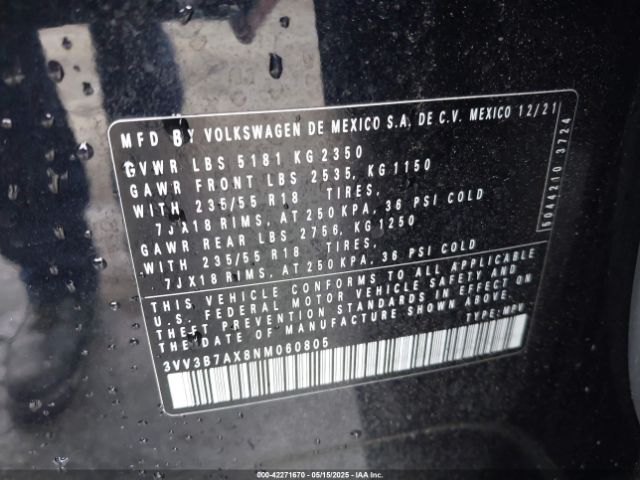 MFD BY VOLKSWAGEN DE MEXICO S.A. DE C.V. MEXICO 12/21
GVWR LBS 5181 KG 2350
GAWR FRONT LBS 2535, KG 1150
WITH 235/55 R18 TIRES,
7JX18 RIMS, AT 250 KPA, 36 PSI COLD
GAWR REAR LBS 2756, KG 1250
WITH 235/55 R18 TIRES,
7JX18 RIMS, AT 250 KPA, 36 PSI COLD
THIS VEHICLE CONFORMS TO ALL APPLICABLE
U.S. FEDERAL MOTOR VEHICLE SAFETY AND
THEFT PREVENTION STANDARDS IN EFFECT ON
THE DATE OF MANUFACTURE SHOWN ABOVE.
3VV3B7AX8NM060805 TYPE:MPV
5044210 3724
000-42271670 - 05/15/2025 - IAA Inc.